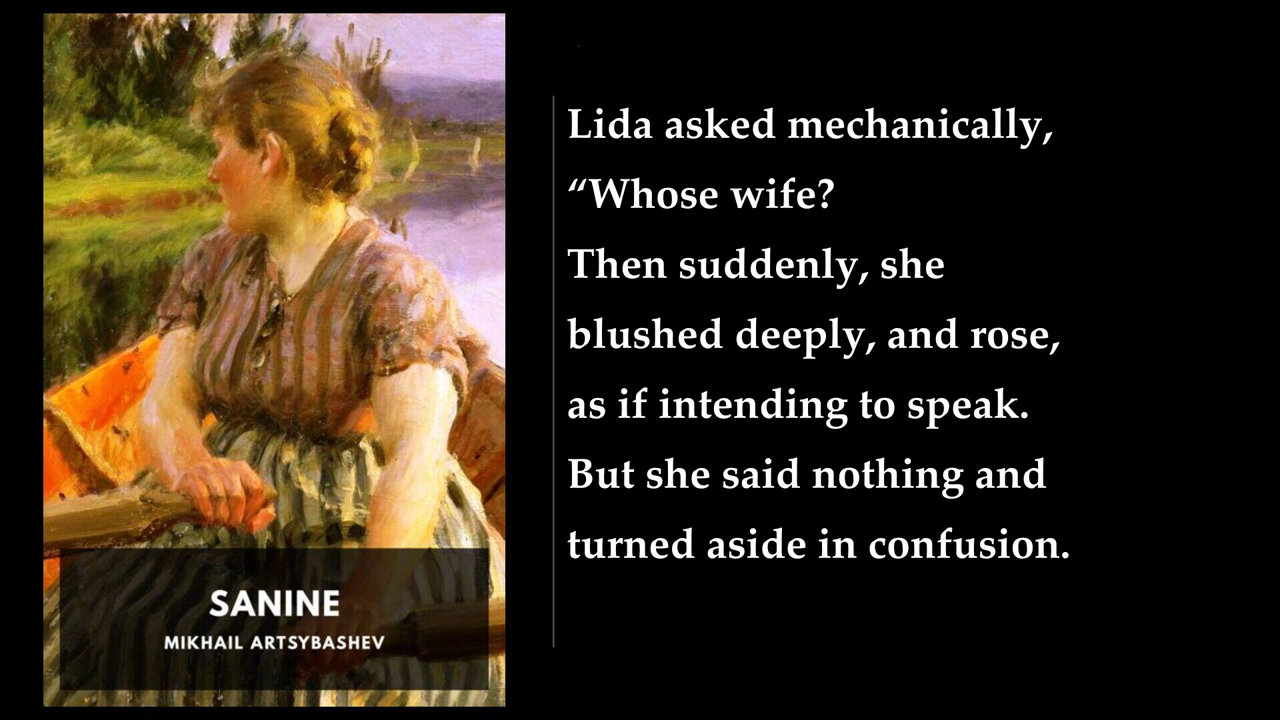 SANINE
MIKHAIL ARTSYBASHEV
Lida asked mechanically,
“Whose wife?
Then suddenly, she
blushed deeply, and rose,
as if intending to speak.
But she said nothing and
turned aside in confusion.